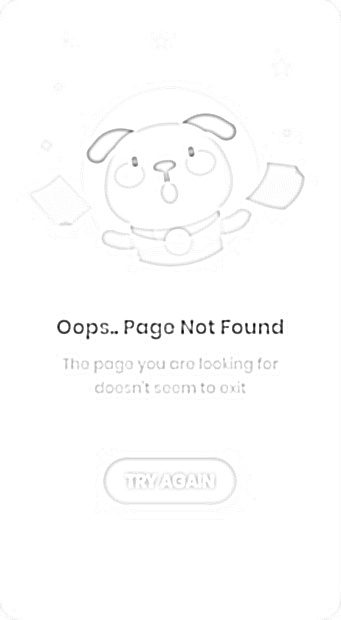 Oops.. Page Not Found
The page you are looking for
doesn't seem to exit
TRY AGAIN